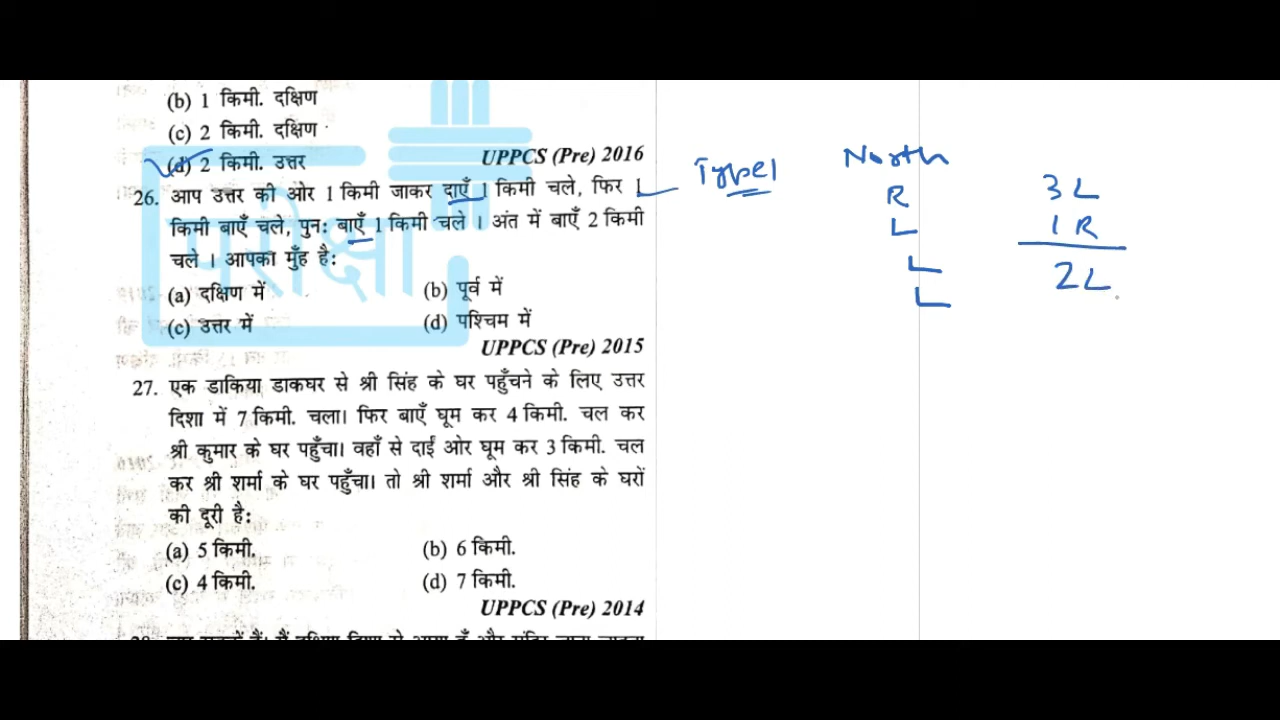 (b) 1 किमी. दक्षिण
(c) 2 किमी. दक्षिण
(d) 2 किमी. उत्तर
UPPCS (Pre) 2016
26. आप उत्तर की ओर 1 किमी जाकर दाएँ 1 किमी चले, फिर 1
किमी बाएँ चले, पुन: बाएँ 1 किमी चले । अंत में बाएँ 2 किमी
चले । आपका मुँह है:
(a) दक्षिण में (b) पूर्व में
(c) उत्तर में (d) पश्चिम में
UPPCS (Pre) 2015
27. एक डाकिया डाकघर से श्री सिंह के घर पहुँचने के लिए उत्तर
दिशा में 7 किमी. चला। फिर बाएँ घूम कर 4 किमी. चल कर
श्री कुमार के घर पहुँचा। वहाँ से दाईं ओर घूम कर 3 किमी. चल
कर श्री शर्मा के घर पहुँचा। तो श्री शर्मा और श्री सिंह के घरों
की दूरी है:
(a) 5 किमी. (b) 6 किमी.
(c) 4 किमी. (d) 7 किमी.
UPPCS (Pre) 2014
परीक्षा
Type1
North
R
L
L
L
3L
1R
2L